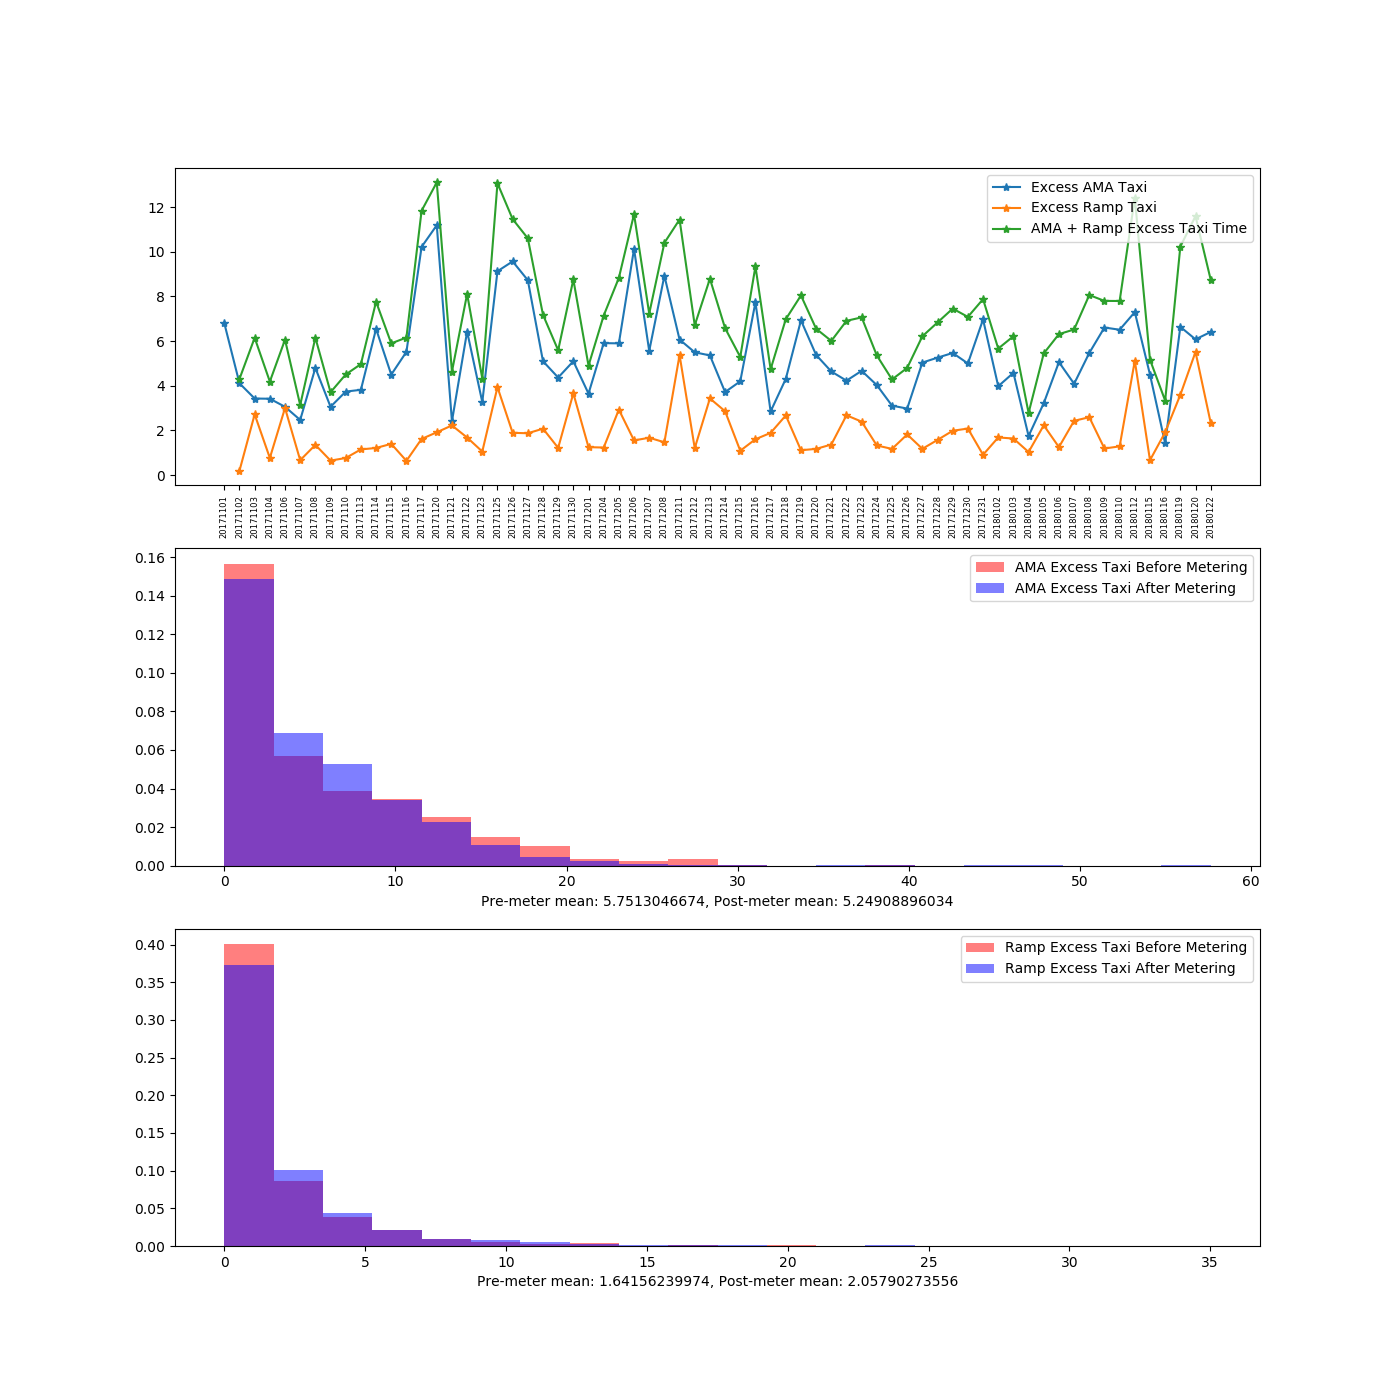 Excess AMA Taxi
Excess Ramp Taxi
AMA + Ramp Excess Taxi Time
12
10
8
6
4
2
0
20171101 20171102 20171103 20171104 20171106 20171107 20171108 20171109 20171110 20171113 20171114 20171115 20171116 20171117 20171120 20171121 20171122 20171123 20171125 20171126 20171127 20171128 20171129 20171130 20171201 20171204 20171205 20171206 20171207 20171208 20171211 20171212 20171213 20171214 20171215 20171216 20171217 20171218 20171219 20171220 20171221 20171222 20171223 20171224 20171225 20171226 20171227 20171228 20171229 20171230 20171231 20180102 20180103 20180104 20180105 20180106 20180107 20180108 20180109 20180110 20180112 20180115 20180116 20180119 20180120 20180122
AMA Excess Taxi Before Metering
AMA Excess Taxi After Metering
0.16
0.14
0.12
0.10
0.08
0.06
0.04
0.02
0.00
0 10 20 30 40 50 60
Pre-meter mean: 5.7513046674, Post-meter mean: 5.24908896034
Ramp Excess Taxi Before Metering
Ramp Excess Taxi After Metering
0.40
0.35
0.30
0.25
0.20
0.15
0.10
0.05
0.00
0 5 10 15 20 25 30 35
Pre-meter mean: 1.64156239974, Post-meter mean: 2.05790273556